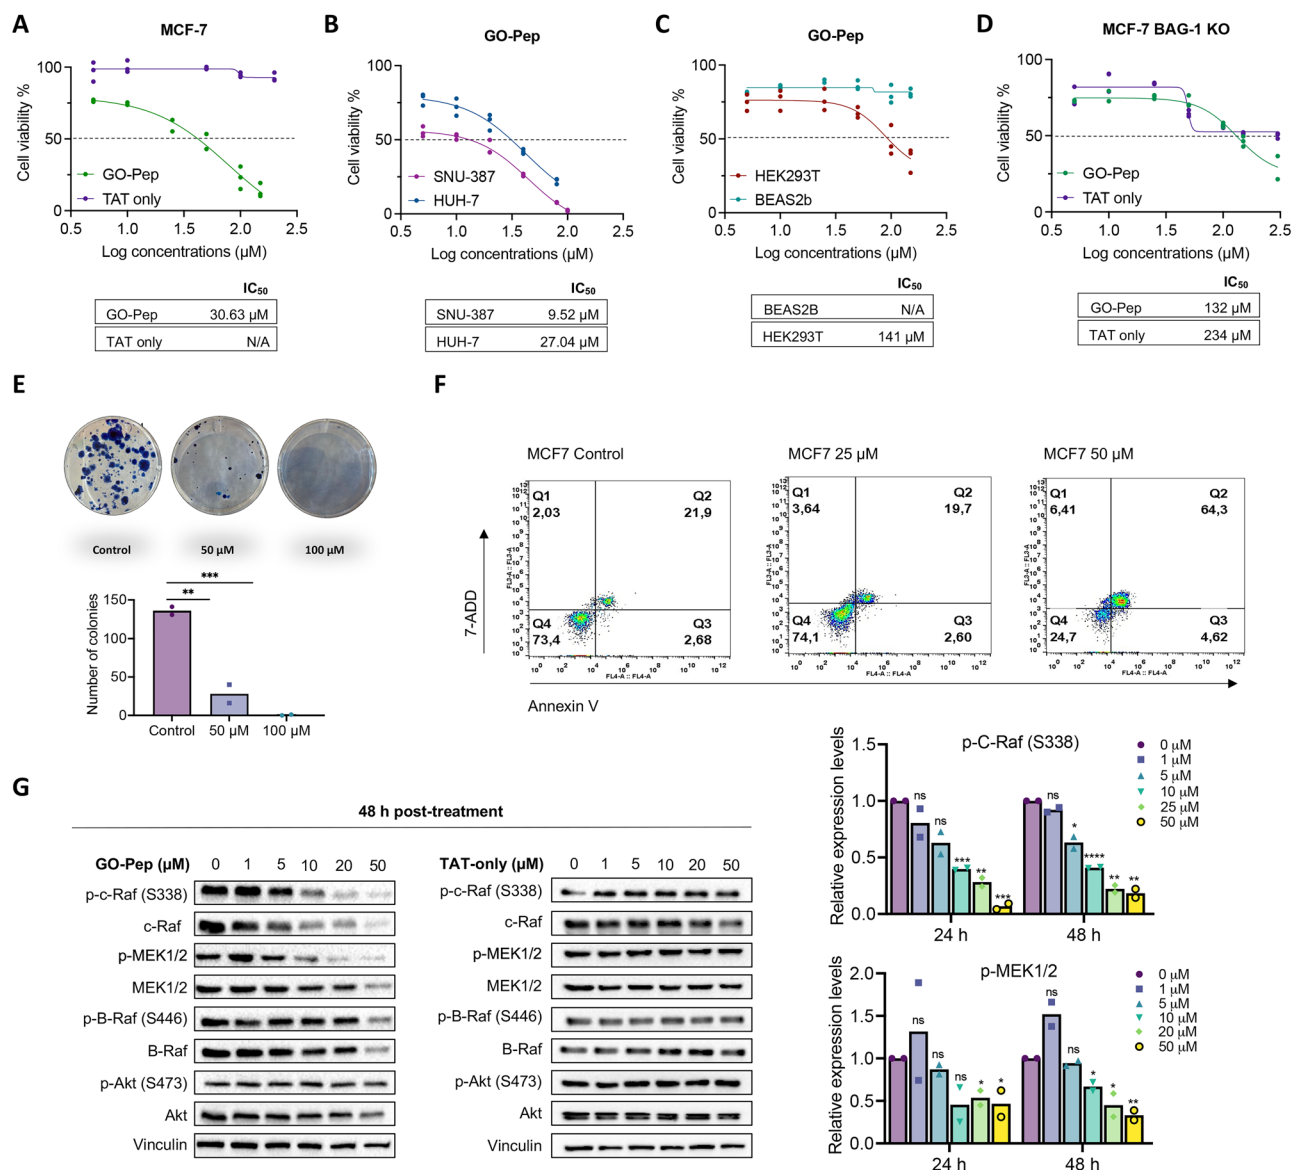 A
MCF-7
Cell viability %
100
50
0
GO-Pep
TAT only
0.5 1.0 1.5 2.0 2.5
Log concentrations (µM)
IC50
GO-Pep 30.63 µM
TAT only N/A
B
GO-Pep
Cell viability %
100
50
0
SNU-387
HUH-7
0.5 1.0 1.5 2.0 2.5
Log concentrations (µM)
IC50
SNU-387 9.52 µM
HUH-7 27.04 µM
C
GO-Pep
Cell viability %
100
50
0
HEK293T
BEAS2b
0.5 1.0 1.5 2.0 2.5
Log concentrations (µM)
IC50
BEAS2B N/A
HEK293T 141 µM
D
MCF-7 BAG-1 KO
Cell viability %
100
50
0
GO-Pep
TAT only
0.5 1.0 1.5 2.0 2.5
Log concentrations (µM)
IC50
GO-Pep 132 µM
TAT only 234 µM
E
Control 50 µM 100 µM
***
**
Number of colonies
150
100
50
0
Control 50 µM 100 µM
F
MCF7 Control
Q1
2,03
Q2
21,9
Q4
73,4
Q3
2,68
FL4-A :: FL4-A
MCF7 25 µM
Q1
3,64
Q2
19,7
Q4
74,1
Q3
2,60
FL4-A :: FL4-A
MCF7 50 µM
Q1
6,41
Q2
64,3
Q4
24,7
Q3
4,62
FL4-A :: FL4-A
7-ADD
Annexin V
G
48 h post-treatment
GO-Pep (µM) 0 1 5 10 20 50
p-c-Raf (S338)
c-Raf
p-MEK1/2
MEK1/2
p-B-Raf (S446)
B-Raf
p-Akt (S473)
Akt
Vinculin
TAT-only (µM) 0 1 5 10 20 50
p-c-Raf (S338)
c-Raf
p-MEK1/2
MEK1/2
p-B-Raf (S446)
B-Raf
p-Akt (S473)
Akt
Vinculin
p-C-Raf (S338)
Relative expression levels
1.5
1.0
0.5
0.0
ns ns *** ** *** ns * **** ** **
24 h 48 h
0 µM
1 µM
5 µM
10 µM
25 µM
50 µM
p-MEK1/2
Relative expression levels
2.0
1.5
1.0
0.5
0.0
ns ns ns * * ns ns * * **
24 h 48 h
0 µM
1 µM
5 µM
10 µM
20 µM
50 µM